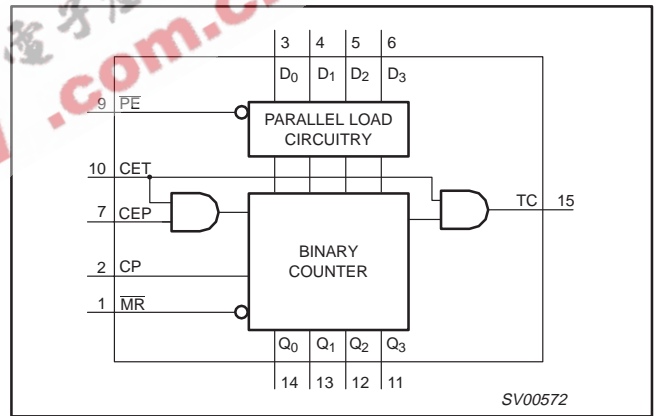 3 4 5 6
D0 D1 D2 D3
9 PE
PARALLEL LOAD
CIRCUITRY
10 CET
TC 15
7 CEP
BINARY
COUNTER
2 CP
1 MR
Q0 Q1 Q2 Q3
14 13 12 11
SV00572
.com